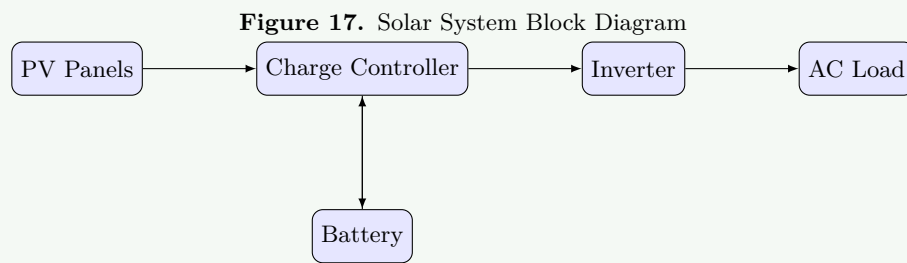 Figure 17. Solar System Block Diagram
PV Panels
Charge Controller
Inverter
AC Load
Battery